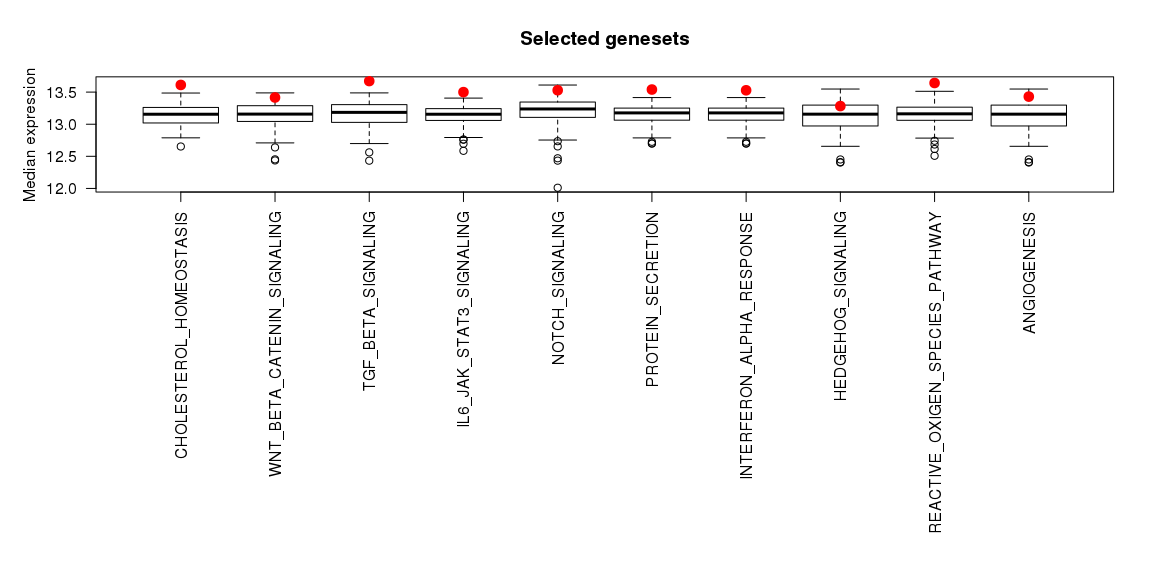 Selected genesets
Median expression
13.5
13.0
12.5
12.0
CHOLESTEROL_HOMEOSTASIS
WNT_BETA_CATENIN_SIGNALING
TGF_BETA_SIGNALING
IL6_JAK_STAT3_SIGNALING
NOTCH_SIGNALING
PROTEIN_SECRETION
INTERFERON_ALPHA_RESPONSE
HEDGEHOG_SIGNALING
REACTIVE_OXIGEN_SPECIES_PATHWAY
ANGIOGENESIS